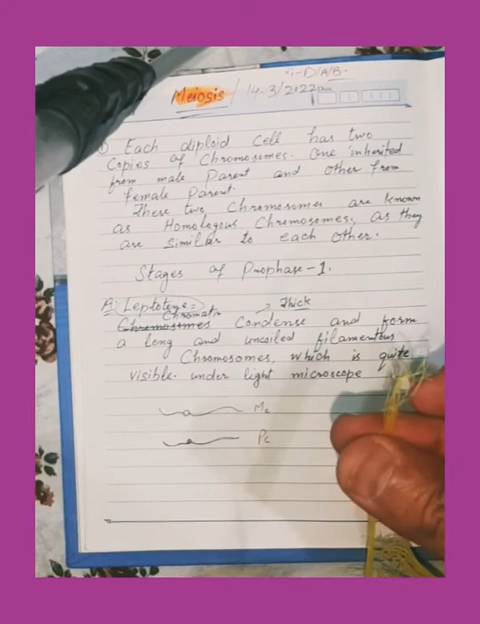 :-D/A/B-
Meiosis
14-3/2022
Each diploid Cell has two
Copies of Chromosomes. One inherited
from male Parent and other from
female Parent.
These two Chromosomes are known
as Homologous Chromosomes, as they
are Similar to each other.
Stages of Prophase-1.
A) Leptotene:-
Chromatin → Thick
Chromosomes Condense and form
a long and uncoiled filamentous
Chromosomes, which is quite
visible under light microscope
Mc
Pc